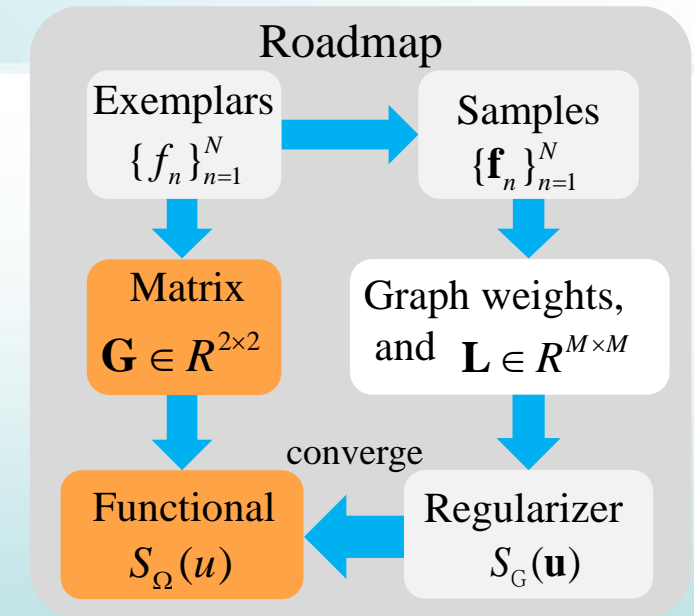 Roadmap
Exemplars
{f_n}_{n=1}^N
Samples
{𝐟_n}_{n=1}^N
Matrix
𝐆 ∈ R^{2×2}
Graph weights,
and 𝐋 ∈ R^{M×M}
converge
Functional
S_Ω(u)
Regularizer
S_G(𝐮)